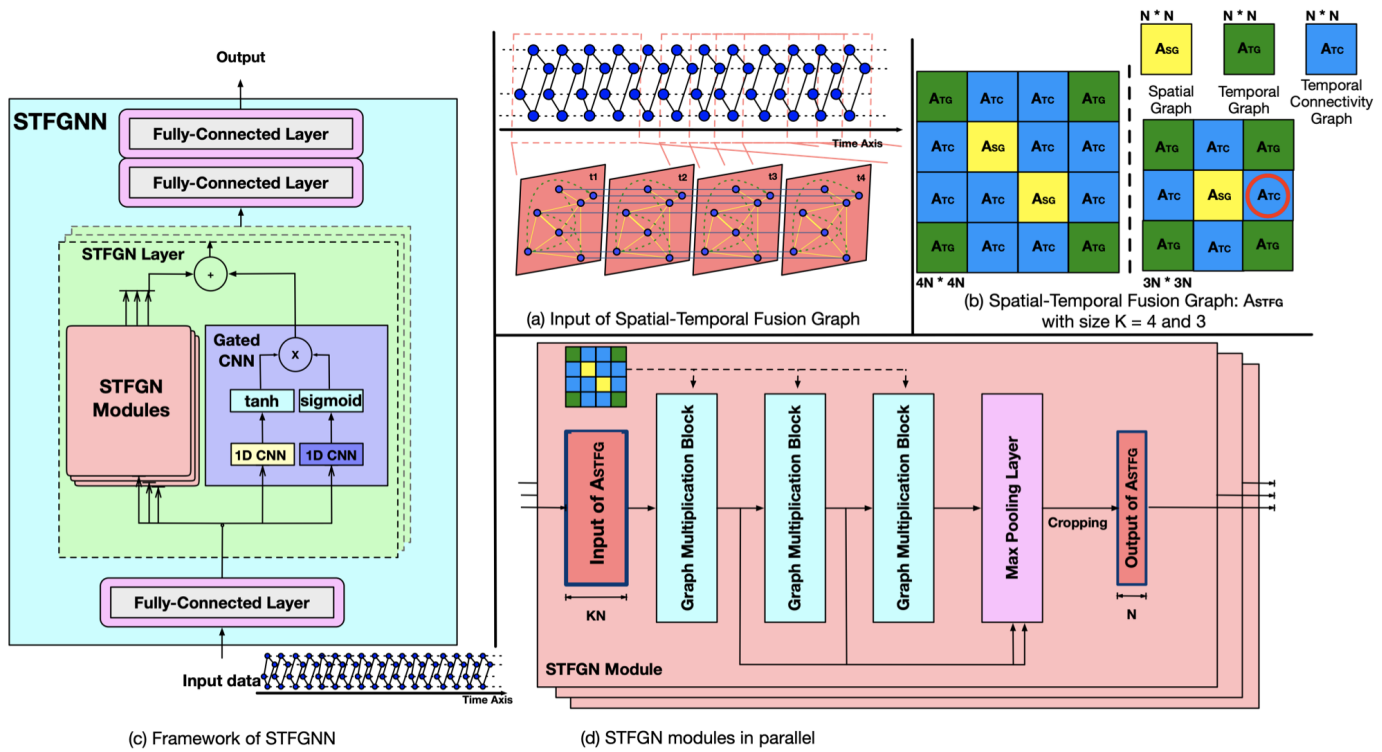 Output
STFGNN
Fully-Connected Layer
Fully-Connected Layer
STFGN Layer
+
STFGN
Modules
Gated
CNN
X
tanh
sigmoid
1D CNN
1D CNN
Fully-Connected Layer
Input data
Time Axis
(c) Framework of STFGNN
Time Axis
t1
t2
t3
t4
(a) Input of Spatial-Temporal Fusion Graph
N * N
N * N
N * N
ASG
ATG
ATC
Spatial
Graph
Temporal
Graph
Temporal
Connectivity
Graph
ATG ATC ATC ATG
ATC ASG ATC ATC
ATC ATC ASG ATC
ATG ATC ATC ATG
4N * 4N
ATG ATC ATG
ATC ASG ATC
ATG ATC ATG
3N * 3N
(b) Spatial-Temporal Fusion Graph: ASTFG
with size K = 4 and 3
Input of ASTFG
KN
Graph Multiplication Block
Graph Multiplication Block
Graph Multiplication Block
Max Pooling Layer
Cropping
Output of ASTFG
N
STFGN Module
(d) STFGN modules in parallel